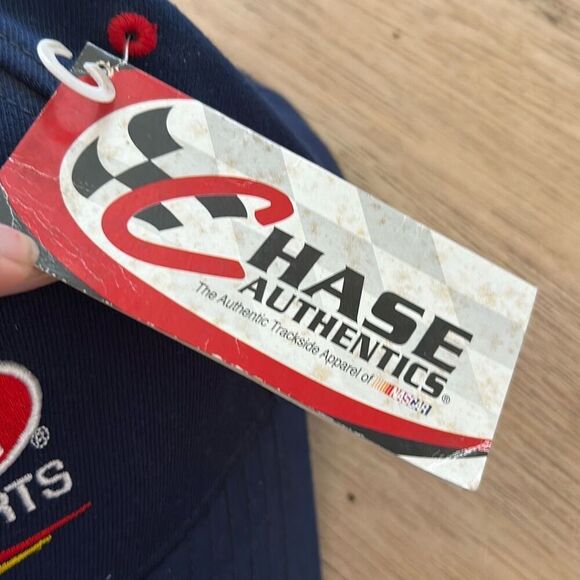 CHASE
AUTHENTICS®
The Authentic Trackside Apparel of NASCAR
®
RTS